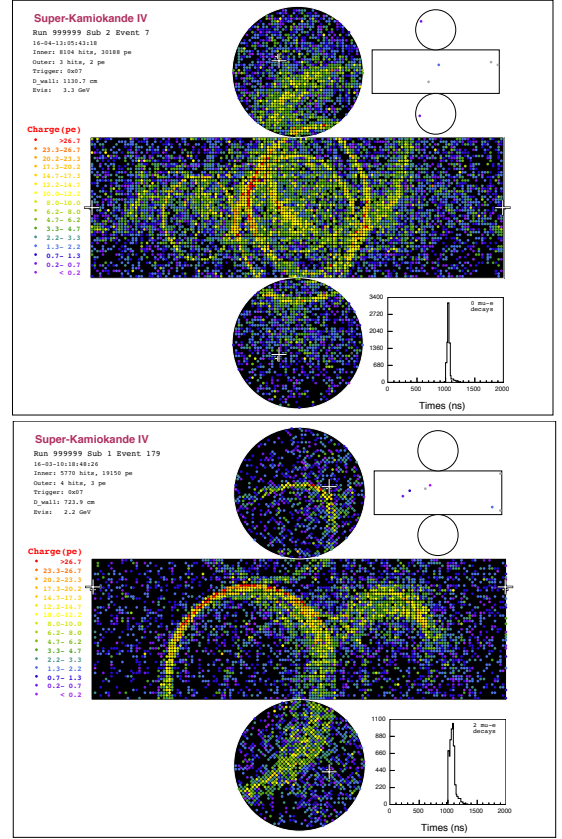 Super-Kamiokande IV
Run 999999 Sub 2 Event 7
16-04-13:05:43:18
Inner: 8104 hits, 30188 pe
Outer: 3 hits, 2 pe
Trigger: 0x07
D_wall: 1130.7 cm
Evis: 3.3 GeV
Charge(pe)
>26.7
23.3-26.7
20.2-23.3
17.3-20.2
14.7-17.3
12.2-14.7
10.0-12.2
8.0-10.0
6.2- 8.0
4.7- 6.2
3.3- 4.7
2.2- 3.3
1.3- 2.2
0.7- 1.3
0.2- 0.7
< 0.2
0 mu-e
decays
3400
2720
2040
1360
680
0
0 500 1000 1500 2000
Times (ns)
Super-Kamiokande IV
Run 999999 Sub 1 Event 179
16-03-10:18:48:26
Inner: 5770 hits, 19150 pe
Outer: 4 hits, 3 pe
Trigger: 0x07
D_wall: 723.9 cm
Evis: 2.2 GeV
Charge(pe)
>26.7
23.3-26.7
20.2-23.3
17.3-20.2
14.7-17.3
12.2-14.7
10.0-12.2
8.0-10.0
6.2- 8.0
4.7- 6.2
3.3- 4.7
2.2- 3.3
1.3- 2.2
0.7- 1.3
0.2- 0.7
< 0.2
2 mu-e
decays
1100
880
660
440
220
0
0 500 1000 1500 2000
Times (ns)